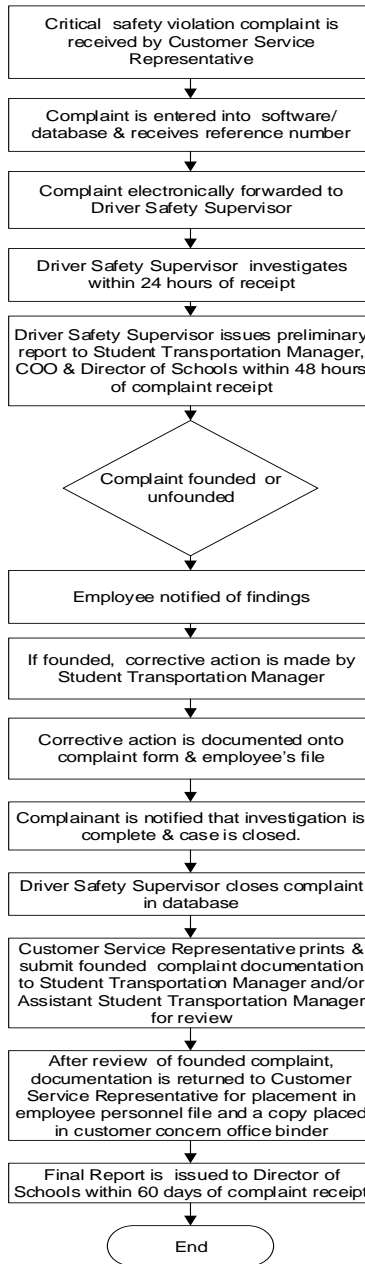 Critical safety violation complaint is
received by Customer Service
Representative
Complaint is entered into software/
database & receives reference number
Complaint electronically forwarded to
Driver Safety Supervisor
Driver Safety Supervisor investigates
within 24 hours of receipt
Driver Safety Supervisor issues preliminary
report to Student Transportation Manager,
COO & Director of Schools within 48 hours
of complaint receipt
Complaint founded or
unfounded
Employee notified of findings
If founded, corrective action is made by
Student Transportation Manager
Corrective action is documented onto
complaint form & employee's file
Complainant is notified that investigation is
complete & case is closed.
Driver Safety Supervisor closes complaint
in database
Customer Service Representative prints &
submit founded complaint documentation
to Student Transportation Manager and/or
Assistant Student Transportation Manager
for review
After review of founded complaint,
documentation is returned to Customer
Service Representative for placement in
employee personnel file and a copy placed
in customer concern office binder
Final Report is issued to Director of
Schools within 60 days of complaint receipt
End